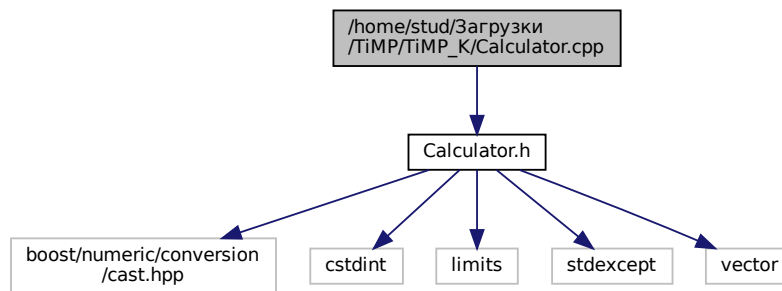 /home/stud/Загрузки
/TiMP/TiMP_K/Calculator.cpp
Calculator.h
boost/numeric/conversion
/cast.hpp
cstdint
limits
stdexcept
vector